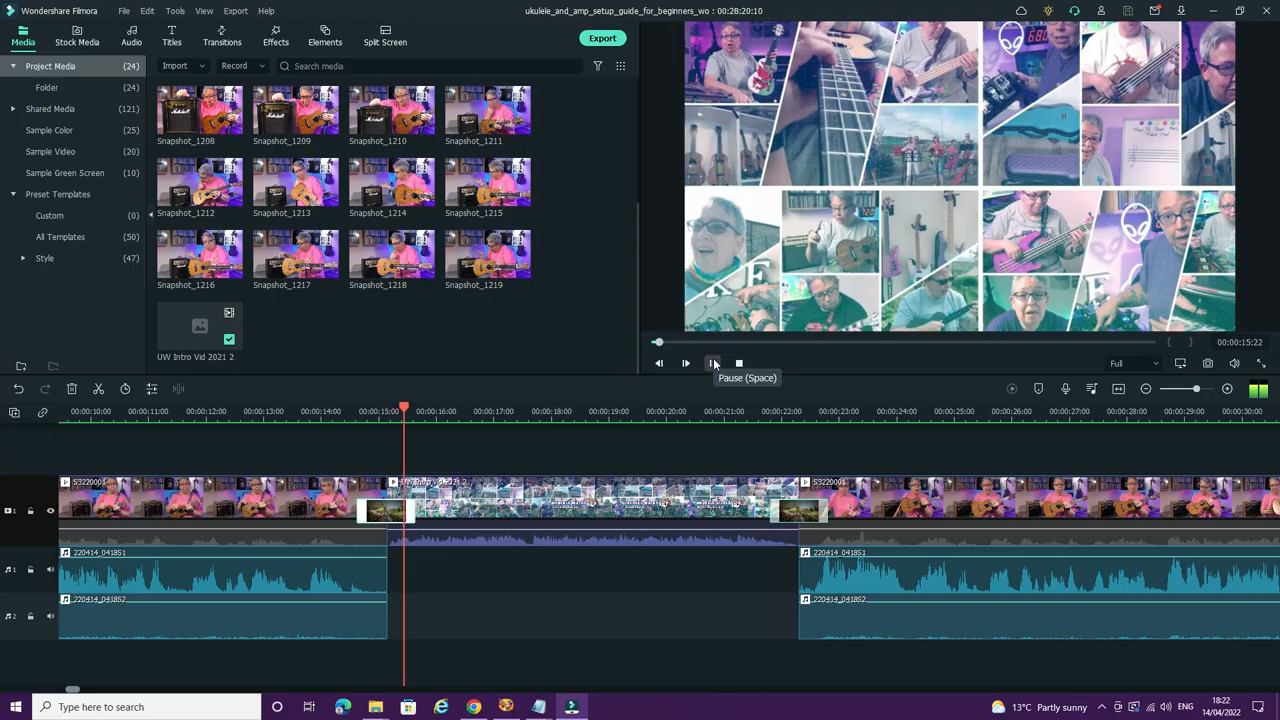 Wondershare Filmora File Edit Tools View Export Help ukulele_and_amp_setup_guide_for_beginners_wo : 00:28:20:10
Media Stock Media Audio Titles Transitions Effects Elements Split Screen Export
Project Media (24)
Folder (24)
Shared Media (121)
Sample Color (25)
Sample Video (20)
Sample Green Screen (10)
Preset Templates
Custom (0)
All Templates (50)
Style (47)
Import Record Search media
Snapshot_1208 Snapshot_1209 Snapshot_1210 Snapshot_1211
Snapshot_1212 Snapshot_1213 Snapshot_1214 Snapshot_1215
Snapshot_1216 Snapshot_1217 Snapshot_1218 Snapshot_1219
UW Intro Vid 2021 2
00:00:15:22
Full
Pause (Space)
00:00:10:00 00:00:11:00 00:00:12:00 00:00:13:00 00:00:14:00 00:00:15:00 00:00:16:00 00:00:17:00 00:00:18:00 00:00:19:00 00:00:20:00 00:00:21:00 00:00:22:00 00:00:23:00 00:00:24:00 00:00:25:00 00:00:26:00 00:00:27:00 00:00:28:00 00:00:29:00 00:00:30:00
S3220001 S3220001
1
220414_0418S1 220414_0418S1
1
220414_0418S2 220414_0418S2
2
Type here to search
13°C Partly sunny ENG
18:22
14/04/2022